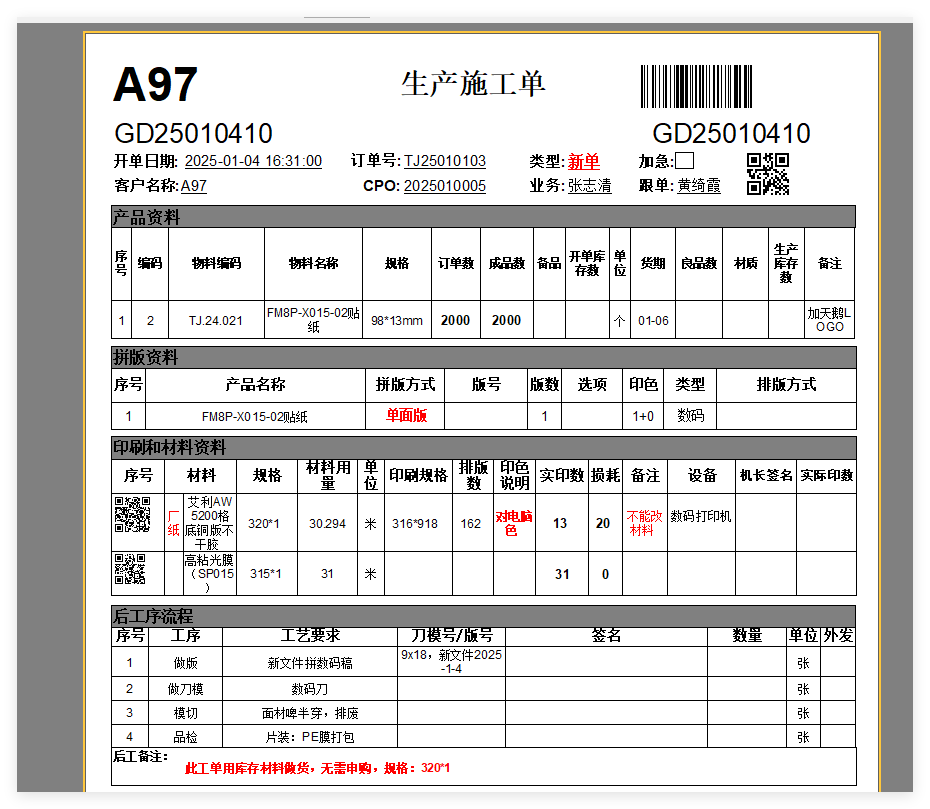 A97
生产施工单
GD25010410
GD25010410
开单日期: 2025-01-04 16:31:00 订单号: TJ25010103 类型: 新单 加急:
客户名称: A97 CPO: 2025010005 业务: 张志清 跟单: 黄绮霞
产品资料
序号 编码 物料编码 物料名称 规格 订单数 成品数 备品 开单库存数 单位 货期 良品数 材质 生产库存数 备注
1 2 TJ.24.021 FM8P-X015-02贴纸 98*13mm 2000 2000 个 01-06 加天鹅LOGO
拼版资料
序号 产品名称 拼版方式 版号 版数 选项 印色 类型 排版方式
1 FM8P-X015-02贴纸 单面版 1 1+0 数码
印刷和材料资料
序号 材料 规格 材料用量 单位 印刷规格 排版数 印色说明 实印数 损耗 备注 设备 机长签名 实际印数
厂纸 艾利AW5200格底铜版不干胶 320*1 30.294 米 316*918 162 对电脑色 13 20 不能改材料 数码打印机
高粘光膜（SP015） 315*1 31 米 31 0
后工序流程
序号 工序 工艺要求 刀模号/版号 签名 数量 单位 外发
1 做版 新文件拼数码稿 9x18，新文件2025-1-4 张
2 做刀模 数码刀 张
3 模切 面材啤半穿，排废 张
4 品检 片装：PE膜打包 张
后工备注:
此工单用库存材料做货，无需申购，规格：320*1